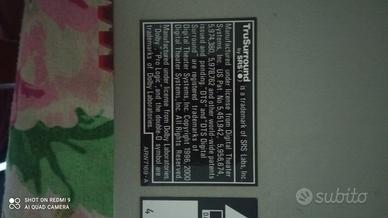 TruSurround
by SRS is a trademark of SRS Labs, Inc
Manufactured under license from Digital Theater
Systems, Inc. US Pat. No. 5,451,942, 5,956,674,
5,974,380, 5,978,762 and other world-wide patents
issued and pending. "DTS" and "DTS Digital
Surround" are registered trademarks of
Digital Theater Systems, Inc. Copyright 1996, 2000
Digital Theater Systems, Inc. All Rights Reserved
Manufactured under license from Dolby Laboratories.
"Dolby", "Pro Logic", and the double-D symbol are
trademarks of Dolby Laboratories.
ARW7169-A
4
SHOT ON REDMI 9
AI QUAD CAMERA
subito